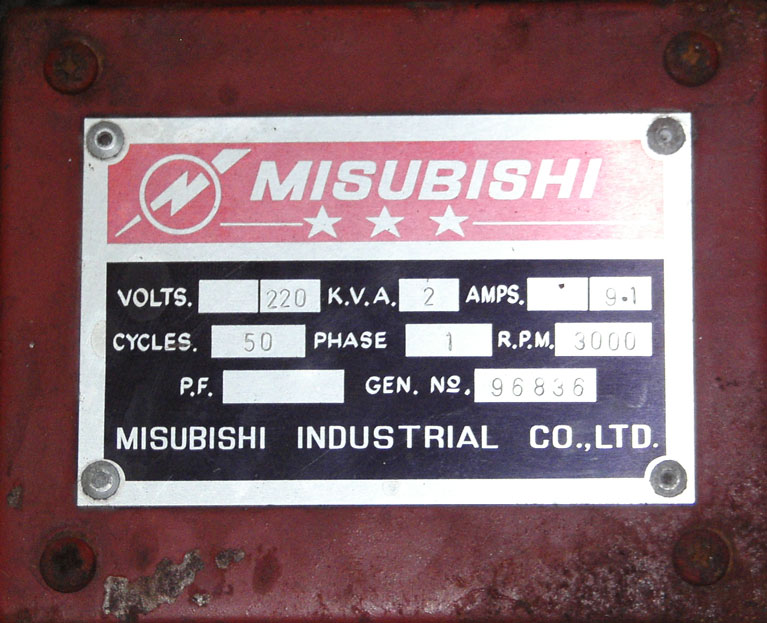 MISUBISHI
VOLTS. 220 K.V.A. 2 AMPS. 9.1
CYCLES. 50 PHASE 1 R.P.M. 3000
P.F. GEN. Nº. 96836
MISUBISHI INDUSTRIAL CO.,LTD.